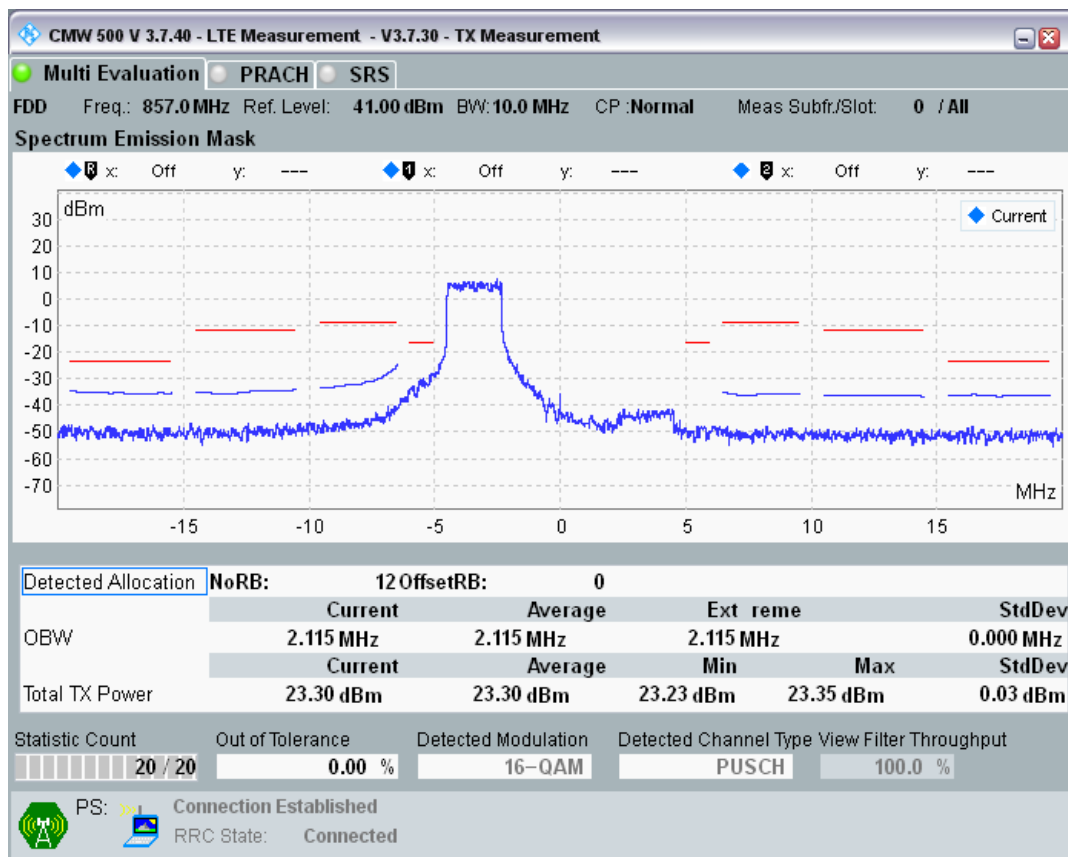 CMW 500 V 3.7.40 - LTE Measurement - V3.7.30 - TX Measurement
Multi Evaluation PRACH SRS
FDD Freq.: 857.0 MHz Ref. Level: 41.00 dBm BW: 10.0 MHz CP :Normal Meas Subfr./Slot: 0 / All
Spectrum Emission Mask
R x: Off y: --- 1 x: Off y: --- 2 x: Off y: ---
dBm
Current
30
20
10
0
-10
-20
-30
-40
-50
-60
-70
MHz
-15 -10 -5 0 5 10 15
Detected Allocation NoRB: 12 OffsetRB: 0
Current Average Ext reme StdDev
OBW 2.115 MHz 2.115 MHz 2.115 MHz 0.000 MHz
Current Average Min Max StdDev
Total TX Power 23.30 dBm 23.30 dBm 23.23 dBm 23.35 dBm 0.03 dBm
Statistic Count Out of Tolerance Detected Modulation Detected Channel Type View Filter Throughput
20 / 20 0.00 % 16-QAM PUSCH 100.0 %
PS: Connection Established
RRC State: Connected